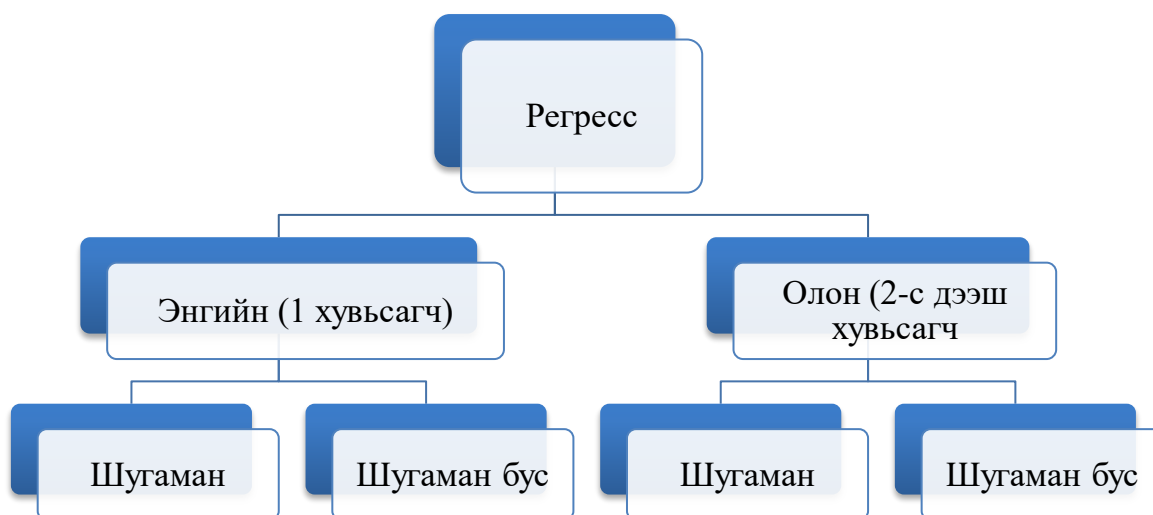 Регресс
Энгийн (1 хувьсагч)
Олон (2-с дээш
хувьсагч
Шугаман
Шугаман бус
Шугаман
Шугаман бус